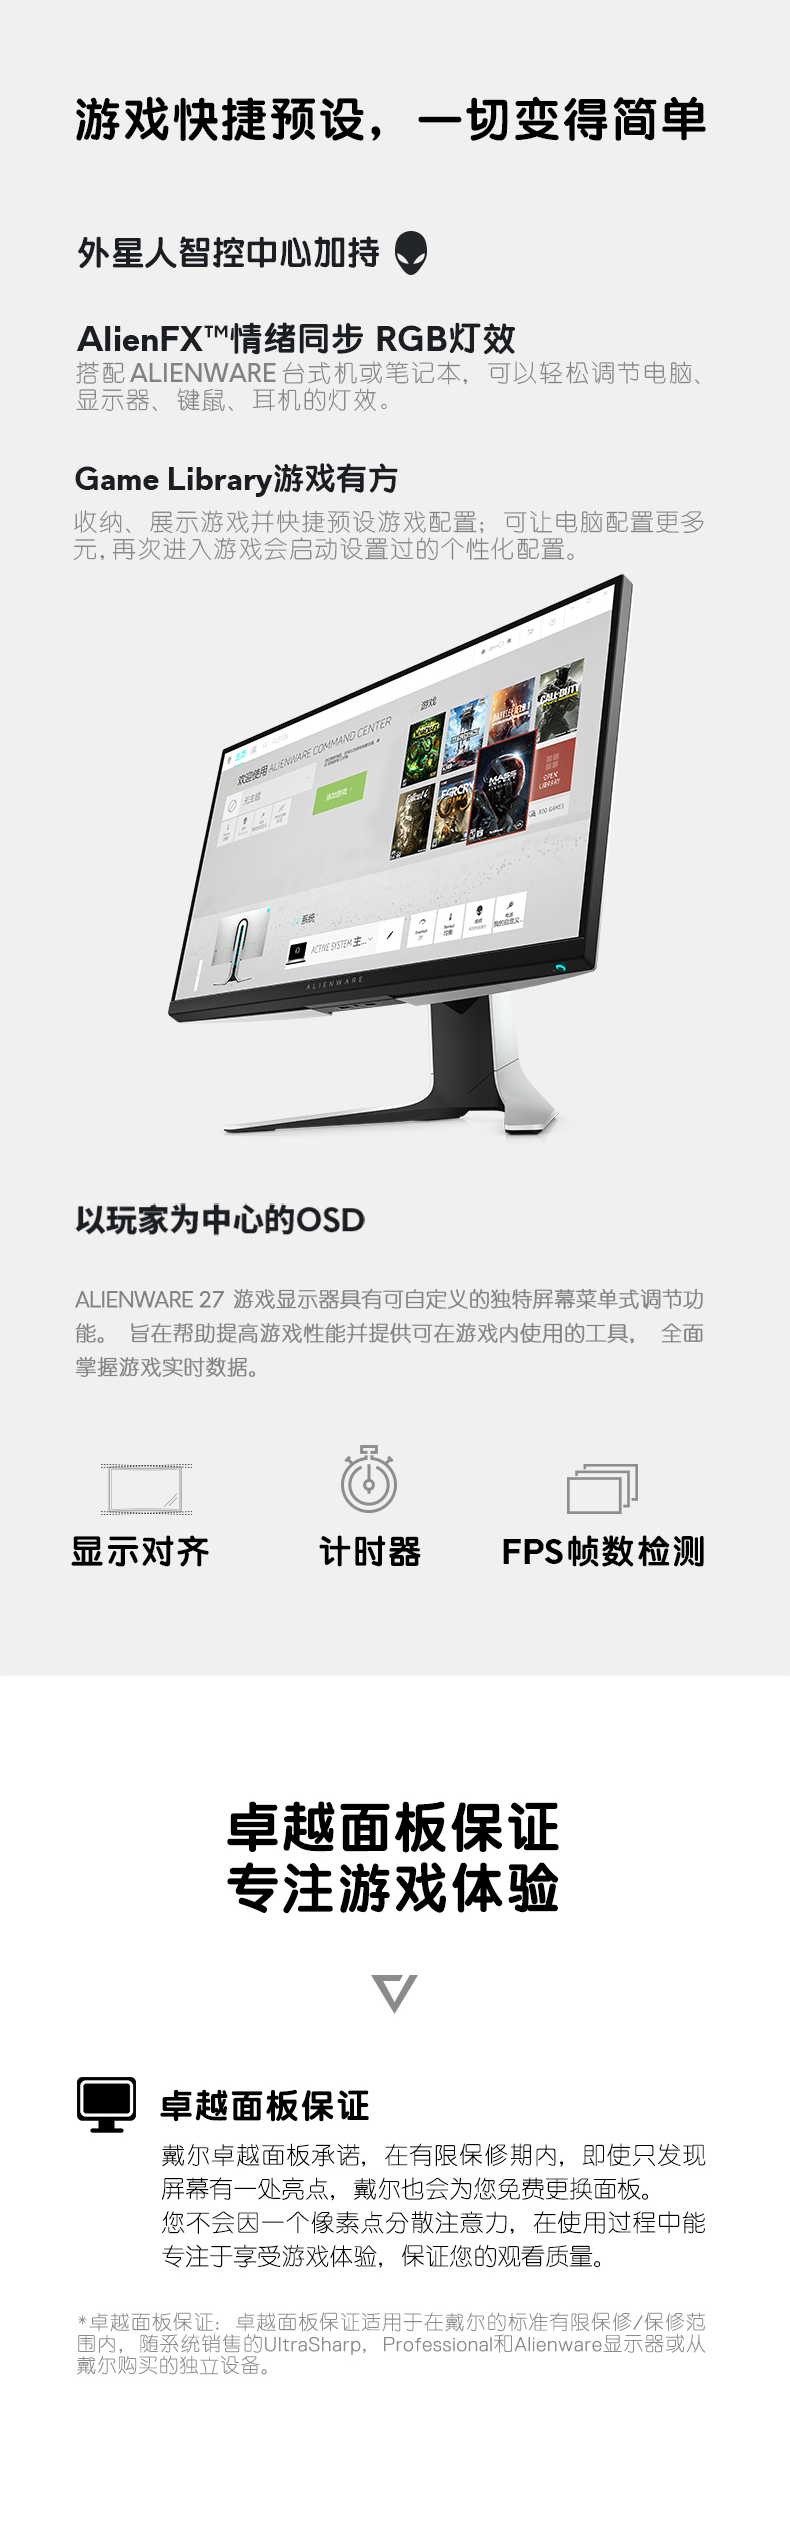 游戏快捷预设，一切变得简单
外星人智控中心加持
AlienFX™情绪同步 RGB灯效
搭配 ALIENWARE 台式机或笔记本，可以轻松调节电脑、
显示器、键鼠、耳机的灯效。
Game Library游戏有方
收纳、展示游戏并快捷预设游戏配置；可让电脑配置更多
元, 再次进入游戏会启动设置过的个性化配置。
欢迎使用 ALIENWARE COMMAND CENTER
无主题
添加游戏
游戏
CALL·DUTY
MASS
FARCRY
OPEN
LIBRARY
系统
ACTIVE SYSTEM 主...
ALIENWARE
以玩家为中心的OSD
ALIENWARE 27 游戏显示器具有可自定义的独特屏幕菜单式调节功
能。 旨在帮助提高游戏性能并提供可在游戏内使用的工具， 全面
掌握游戏实时数据。
显示对齐
计时器
FPS帧数检测
卓越面板保证
专注游戏体验
卓越面板保证
戴尔卓越面板承诺，在有限保修期内，即使只发现
屏幕有一处亮点，戴尔也会为您免费更换面板。
您不会因一个像素点分散注意力，在使用过程中能
专注于享受游戏体验，保证您的观看质量。
*卓越面板保证：卓越面板保证适用于在戴尔的标准有限保修/保修范
围内，随系统销售的UltraSharp，Professional和Alienware显示器或从
戴尔购买的独立设备。